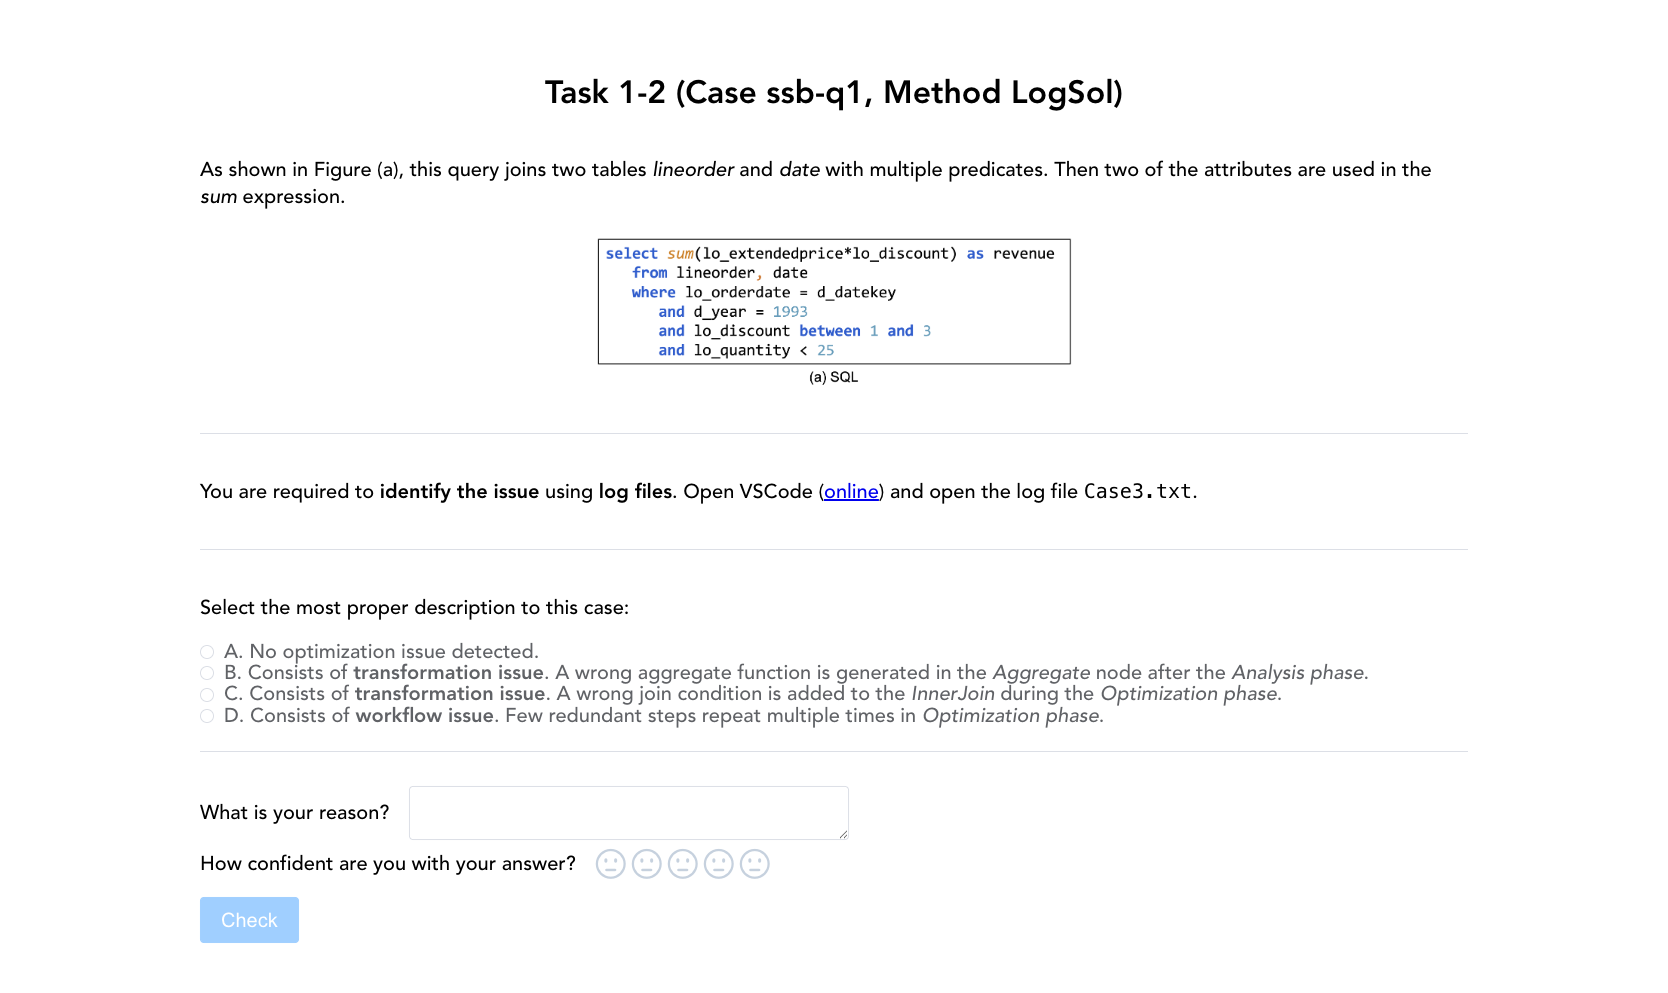 Task 1-2 (Case ssb-q1, Method LogSol)
As shown in Figure (a), this query joins two tables lineorder and date with multiple predicates. Then two of the attributes are used in the
sum expression.
select sum(lo_extendedprice*lo_discount) as revenue
from lineorder, date
where lo_orderdate = d_datekey
and d_year = 1993
and lo_discount between 1 and 3
and lo_quantity < 25
(a) SQL
You are required to identify the issue using log files. Open VSCode (online) and open the log file Case3.txt.
Select the most proper description to this case:
A. No optimization issue detected.
B. Consists of transformation issue. A wrong aggregate function is generated in the Aggregate node after the Analysis phase.
C. Consists of transformation issue. A wrong join condition is added to the InnerJoin during the Optimization phase.
D. Consists of workflow issue. Few redundant steps repeat multiple times in Optimization phase.
What is your reason?
How confident are you with your answer?
Check